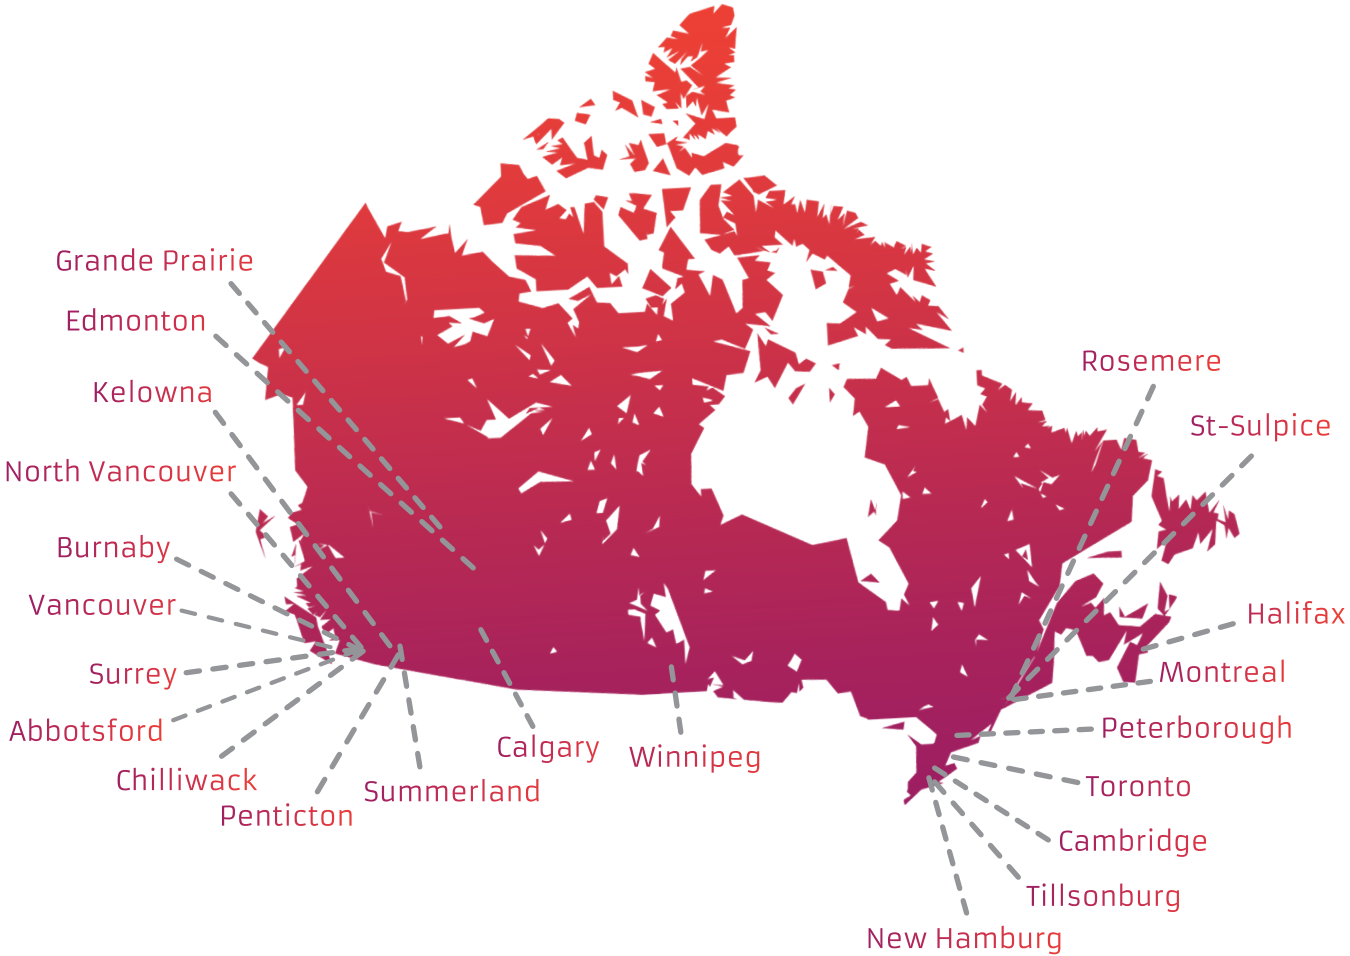 Grande Prairie
Edmonton
Kelowna
North Vancouver
Burnaby
Vancouver
Surrey
Abbotsford
Chilliwack
Penticton
Summerland
Calgary
Winnipeg
Rosemere
St-Sulpice
Halifax
Montreal
Peterborough
Toronto
Cambridge
Tillsonburg
New Hamburg